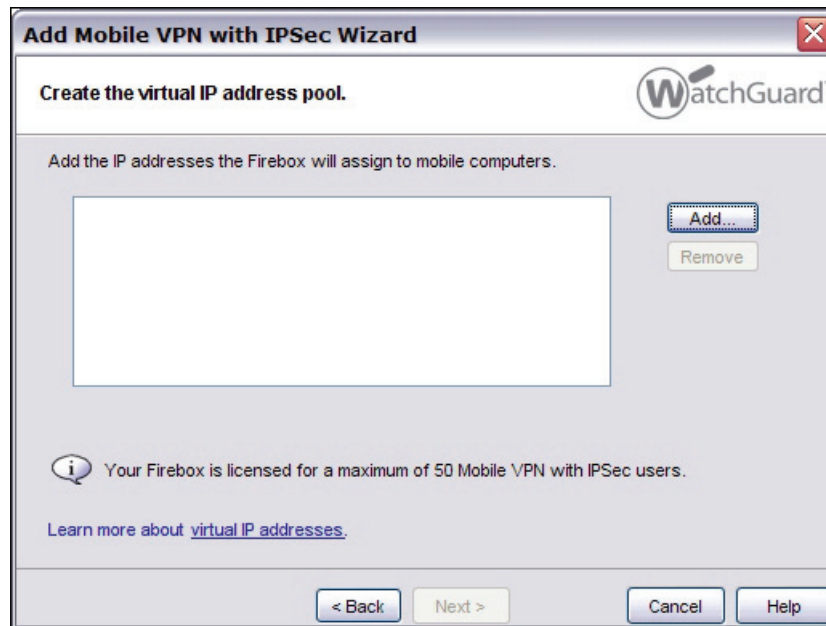 Add Mobile VPN with IPSec Wizard
Create the virtual IP address pool.
WatchGuard
Add the IP addresses the Firebox will assign to mobile computers.
Add...
Remove
Your Firebox is licensed for a maximum of 50 Mobile VPN with IPSec users.
Learn more about virtual IP addresses.
< Back
Next >
Cancel
Help